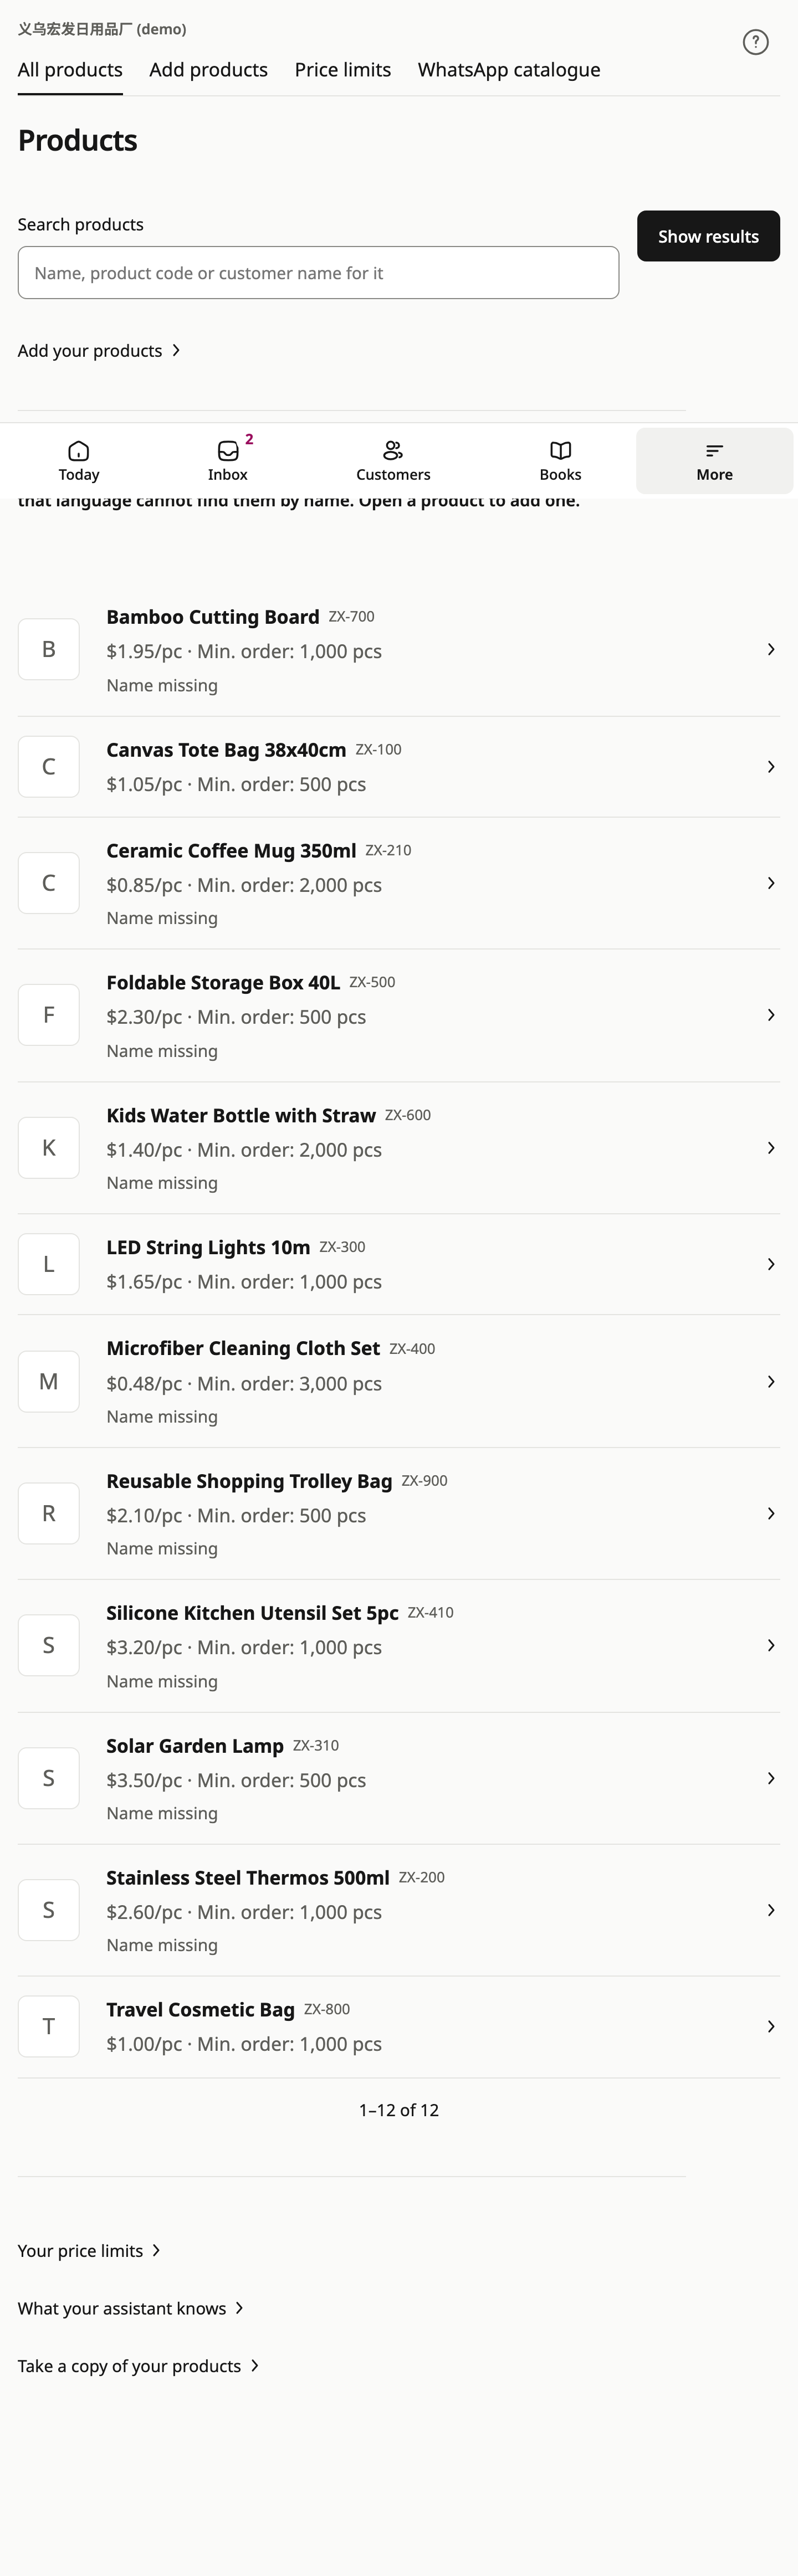 义乌宏发日用品厂 (demo)
All products Add products Price limits WhatsApp catalogue
Products
Search products
Show results
Name, product code or customer name for it
Add your products
Today Inbox 2 Customers Books More
that language cannot find them by name. Open a product to add one.
B
Bamboo Cutting Board ZX-700
$1.95/pc · Min. order: 1,000 pcs
Name missing
C
Canvas Tote Bag 38x40cm ZX-100
$1.05/pc · Min. order: 500 pcs
C
Ceramic Coffee Mug 350ml ZX-210
$0.85/pc · Min. order: 2,000 pcs
Name missing
F
Foldable Storage Box 40L ZX-500
$2.30/pc · Min. order: 500 pcs
Name missing
K
Kids Water Bottle with Straw ZX-600
$1.40/pc · Min. order: 2,000 pcs
Name missing
L
LED String Lights 10m ZX-300
$1.65/pc · Min. order: 1,000 pcs
M
Microfiber Cleaning Cloth Set ZX-400
$0.48/pc · Min. order: 3,000 pcs
Name missing
R
Reusable Shopping Trolley Bag ZX-900
$2.10/pc · Min. order: 500 pcs
Name missing
S
Silicone Kitchen Utensil Set 5pc ZX-410
$3.20/pc · Min. order: 1,000 pcs
Name missing
S
Solar Garden Lamp ZX-310
$3.50/pc · Min. order: 500 pcs
Name missing
S
Stainless Steel Thermos 500ml ZX-200
$2.60/pc · Min. order: 1,000 pcs
Name missing
T
Travel Cosmetic Bag ZX-800
$1.00/pc · Min. order: 1,000 pcs
1–12 of 12
Your price limits
What your assistant knows
Take a copy of your products